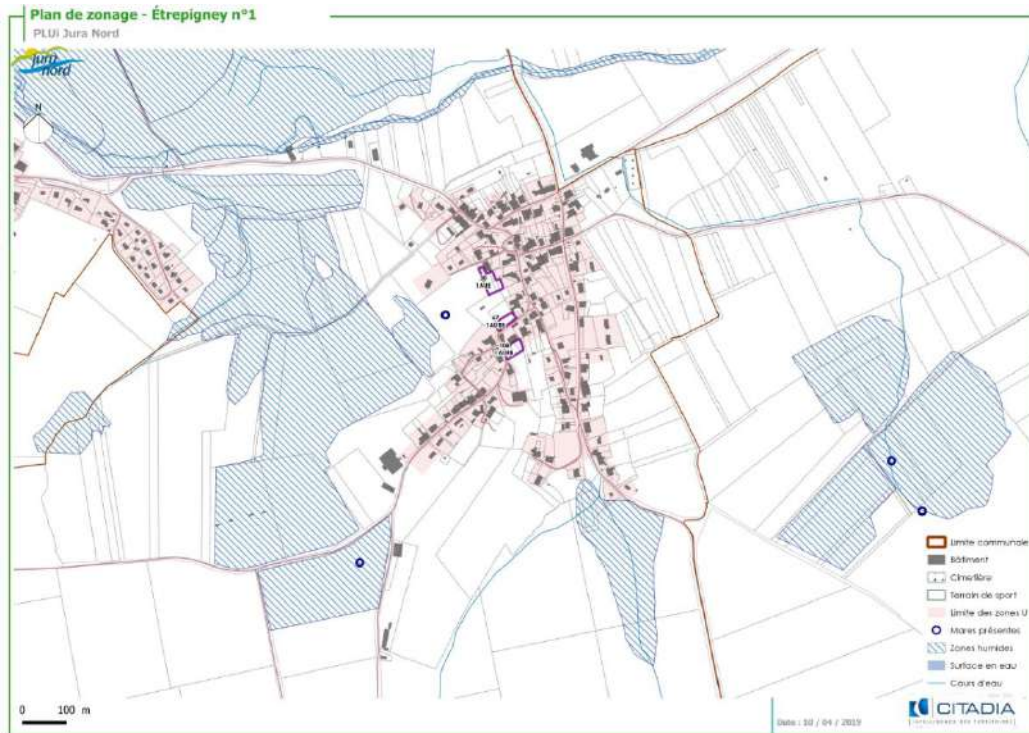 Plan de zonage - Étrepigney n°1
PLUi Jura Nord
jura
nord
N
1AUB
Limite communale
Bâtiment
Cimetière
Terrain de sport
Limite des zones U
Mares présentes
Zones humides
Surface en eau
Cours d'eau
0 100 m
Date : 10 / 04 / 2019
CITADIA